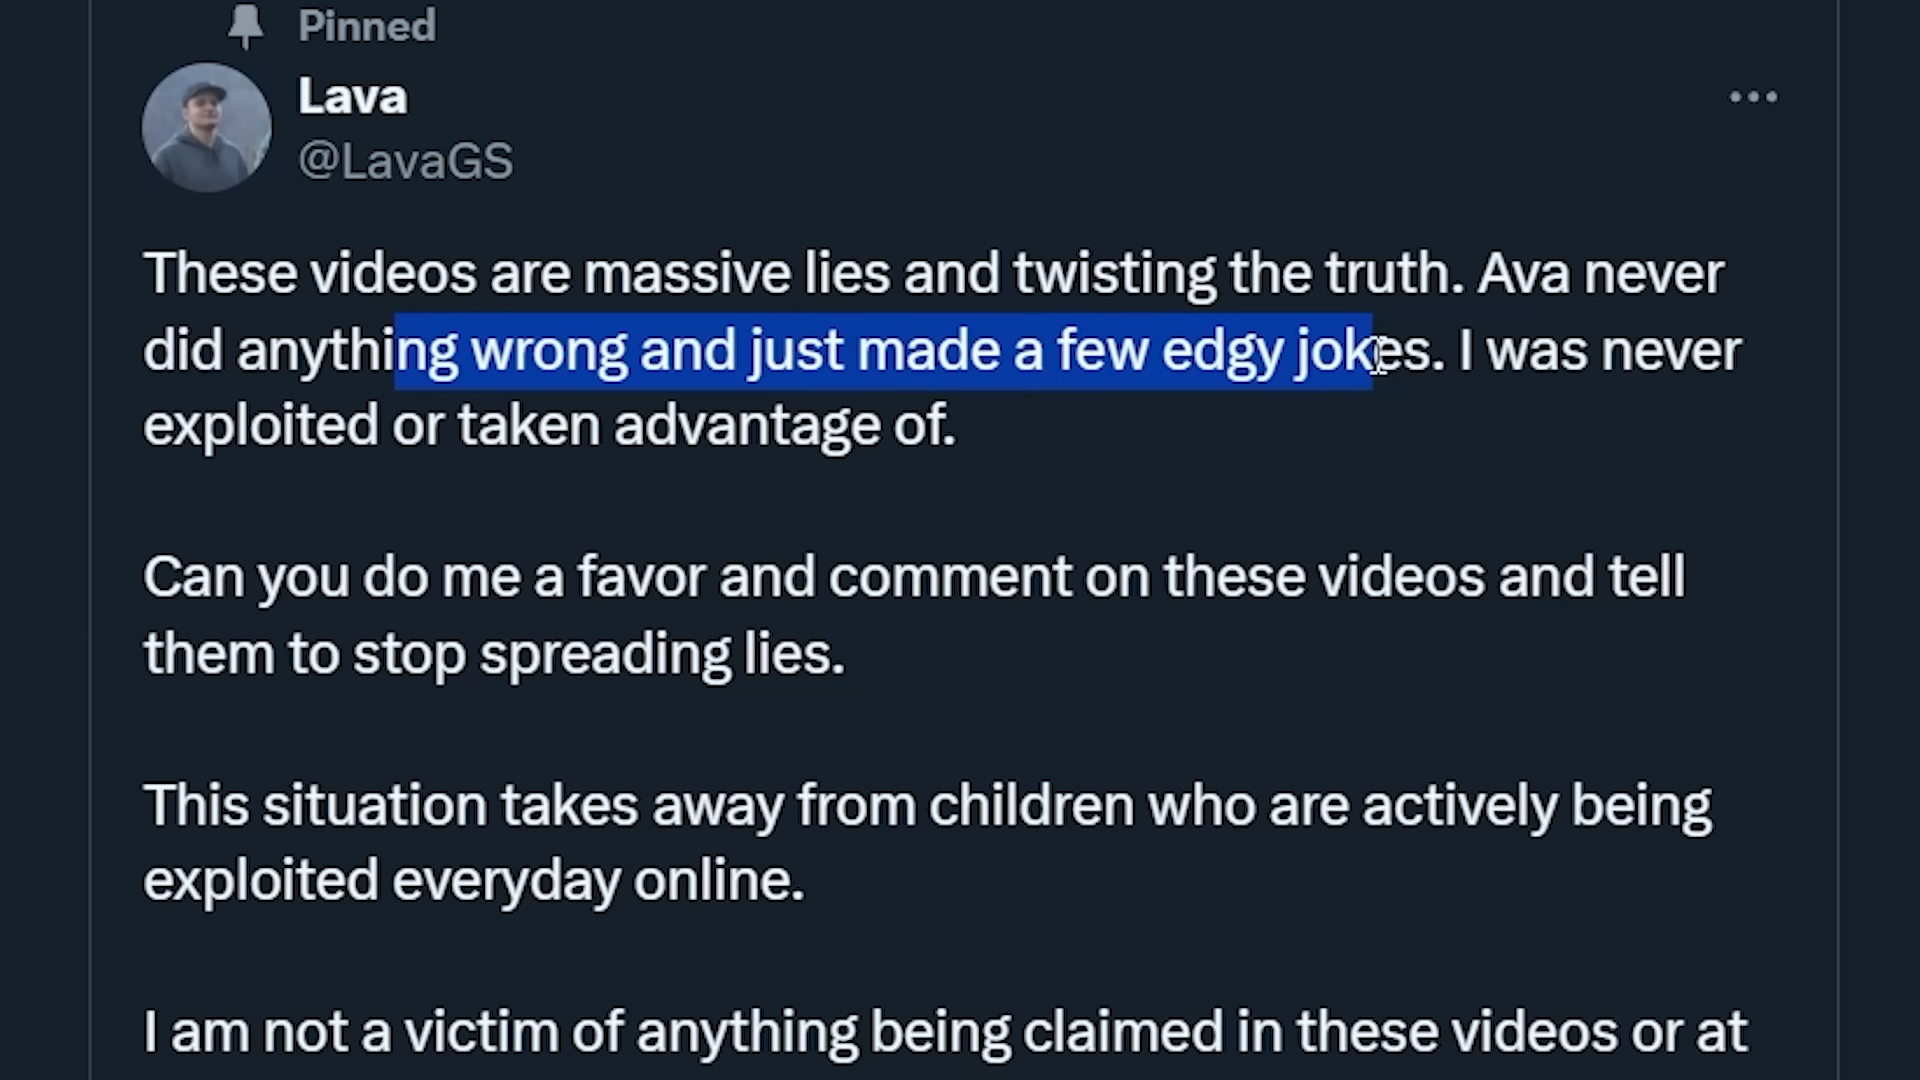 Pinned
Lava
@LavaGS
These videos are massive lies and twisting the truth. Ava never
did anything wrong and just made a few edgy jokes. I was never
exploited or taken advantage of.
Can you do me a favor and comment on these videos and tell
them to stop spreading lies.
This situation takes away from children who are actively being
exploited everyday online.
I am not a victim of anything being claimed in these videos or at